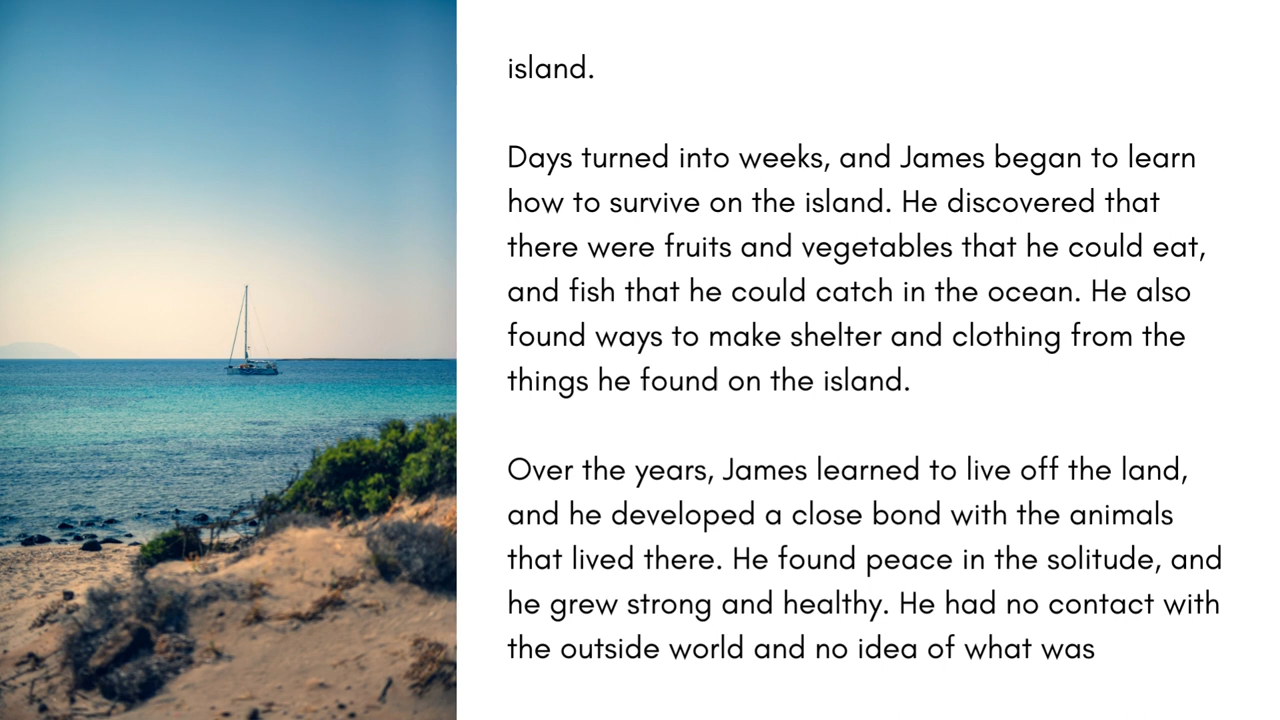 island.
Days turned into weeks, and James began to learn
how to survive on the island. He discovered that
there were fruits and vegetables that he could eat,
and fish that he could catch in the ocean. He also
found ways to make shelter and clothing from the
things he found on the island.
Over the years, James learned to live off the land,
and he developed a close bond with the animals
that lived there. He found peace in the solitude, and
he grew strong and healthy. He had no contact with
the outside world and no idea of what was